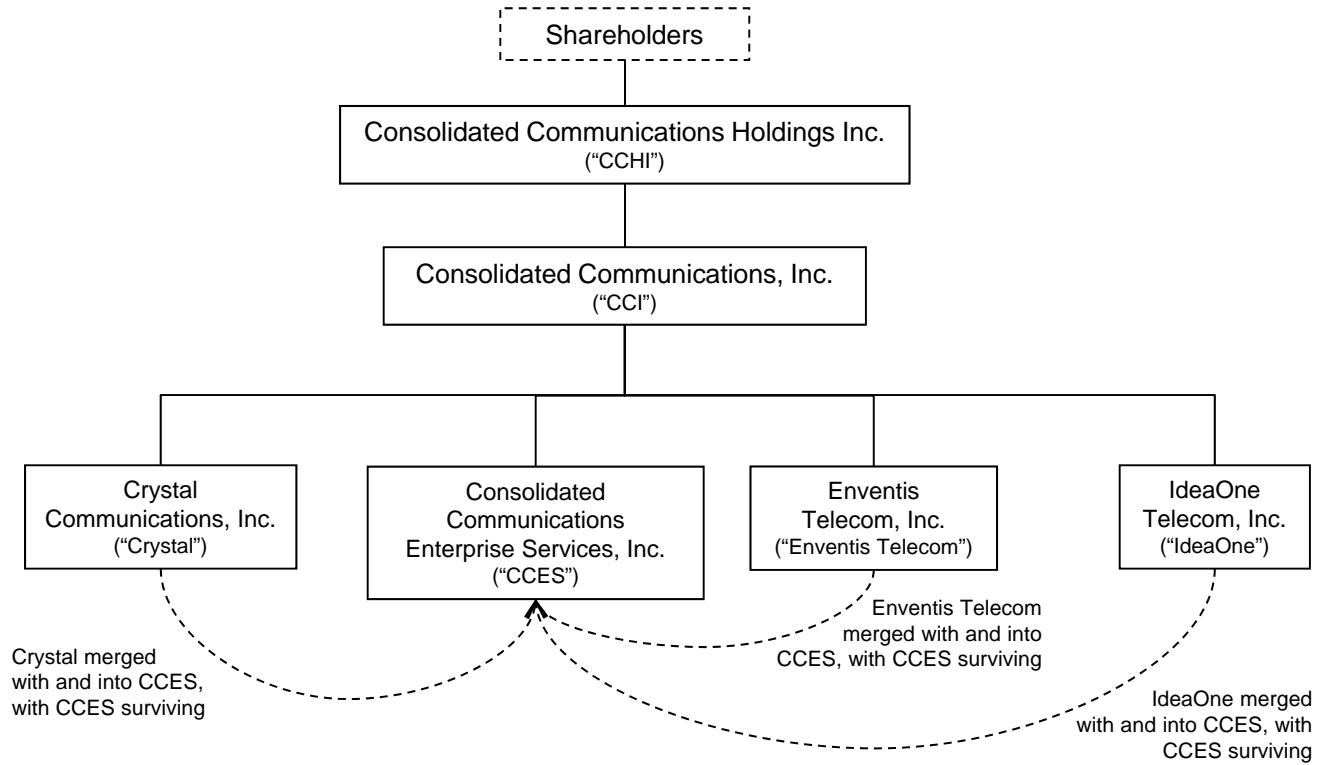 Shareholders
Consolidated Communications Holdings Inc.
(“CCHI”)
Consolidated Communications, Inc.
(“CCI”)
Crystal
Communications, Inc.
(“Crystal”)
Consolidated
Communications
Enterprise Services, Inc.
(“CCES”)
Enventis
Telecom, Inc.
(“Enventis Telecom”)
IdeaOne
Telecom, Inc.
(“IdeaOne”)
Crystal merged
with and into CCES,
with CCES surviving
Enventis Telecom
merged with and into
CCES, with CCES surviving
IdeaOne merged
with and into CCES, with
CCES surviving